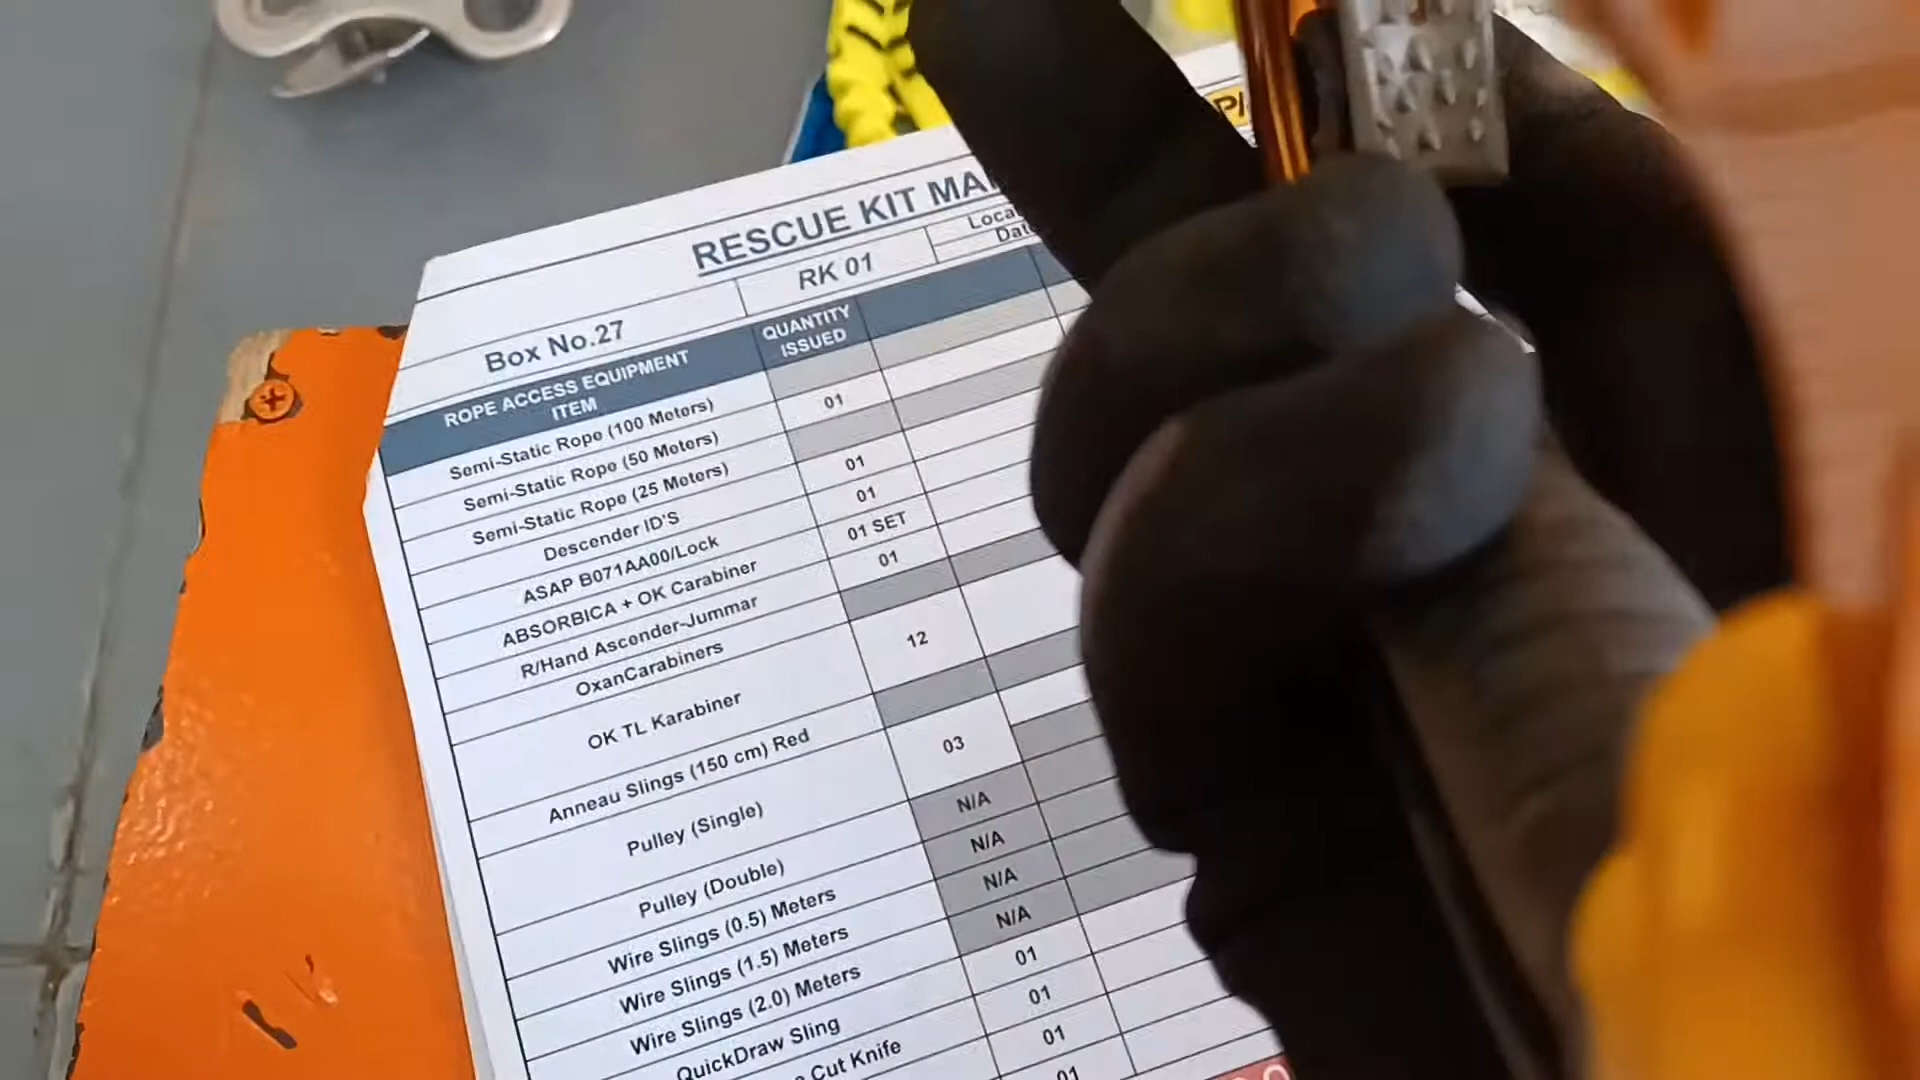 RESCUE KIT
Box No.27
RK 01
ROPE ACCESS EQUIPMENT
ITEM
QUANTITY
ISSUED
Semi-Static Rope (100 Meters)
Semi-Static Rope (50 Meters)
01
Semi-Static Rope (25 Meters)
Descender ID'S
01
ASAP B071AA00/Lock
01
ABSORBICA + OK Carabiner
01 SET
R/Hand Ascender-Jummar
01
OxanCarabiners
OK TL Karabiner
12
Anneau Slings (150 cm) Red
Pulley (Single)
03
Pulley (Double)
N/A
Wire Slings (0.5) Meters
N/A
Wire Slings (1.5) Meters
N/A
Wire Slings (2.0) Meters
N/A
QuickDraw Sling
01
Cut Knife
01
01
01